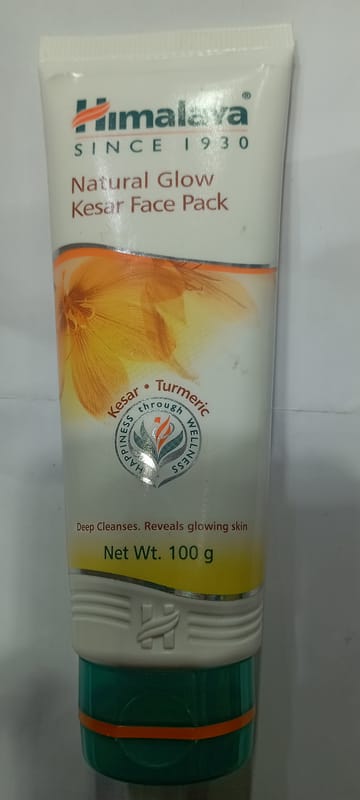 Himalaya®
SINCE 1930
Natural Glow
Kesar Face Pack
Kesar • Turmeric
HAPPINESS through WELLNESS
Deep Cleanses. Reveals glowing skin
Net Wt. 100 g